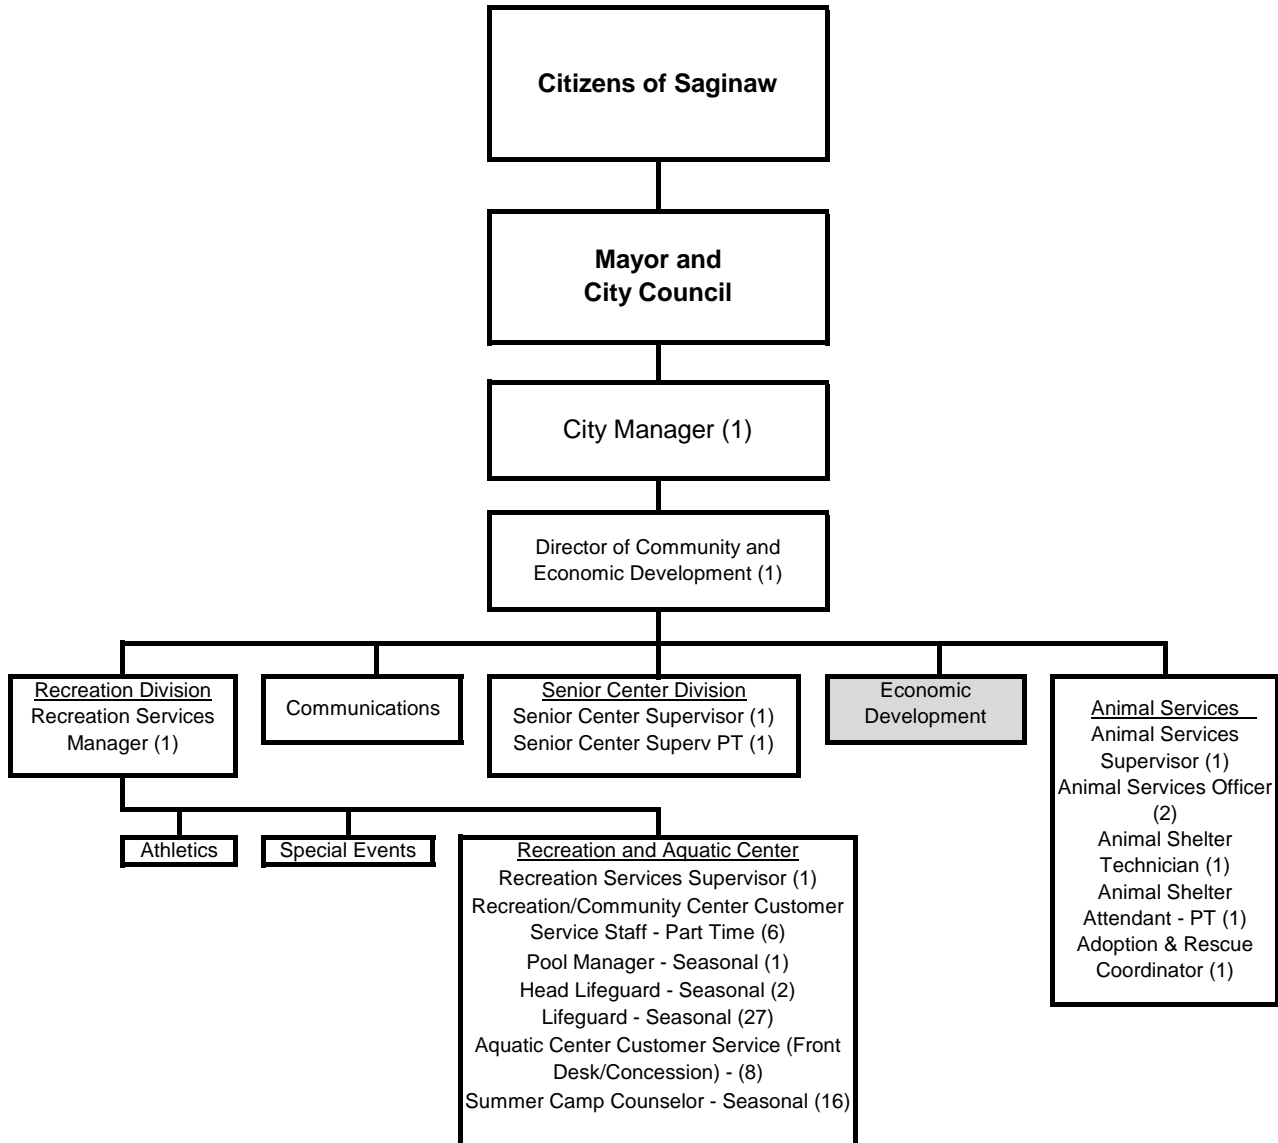 Citizens of Saginaw
Mayor and
City Council
City Manager (1)
Director of Community and
Economic Development (1)
Recreation Division
Recreation Services
Manager (1)
Communications
Senior Center Division
Senior Center Supervisor (1)
Senior Center Superv PT (1)
Economic
Development
Animal Services
Animal Services
Supervisor (1)
Animal Services Officer
(2)
Animal Shelter
Technician (1)
Animal Shelter
Attendant - PT (1)
Adoption & Rescue
Coordinator (1)
Athletics
Special Events
Recreation and Aquatic Center
Recreation Services Supervisor (1)
Recreation/Community Center Customer
Service Staff - Part Time (6)
Pool Manager - Seasonal (1)
Head Lifeguard - Seasonal (2)
Lifeguard - Seasonal (27)
Aquatic Center Customer Service (Front
Desk/Concession) - (8)
Summer Camp Counselor - Seasonal (16)